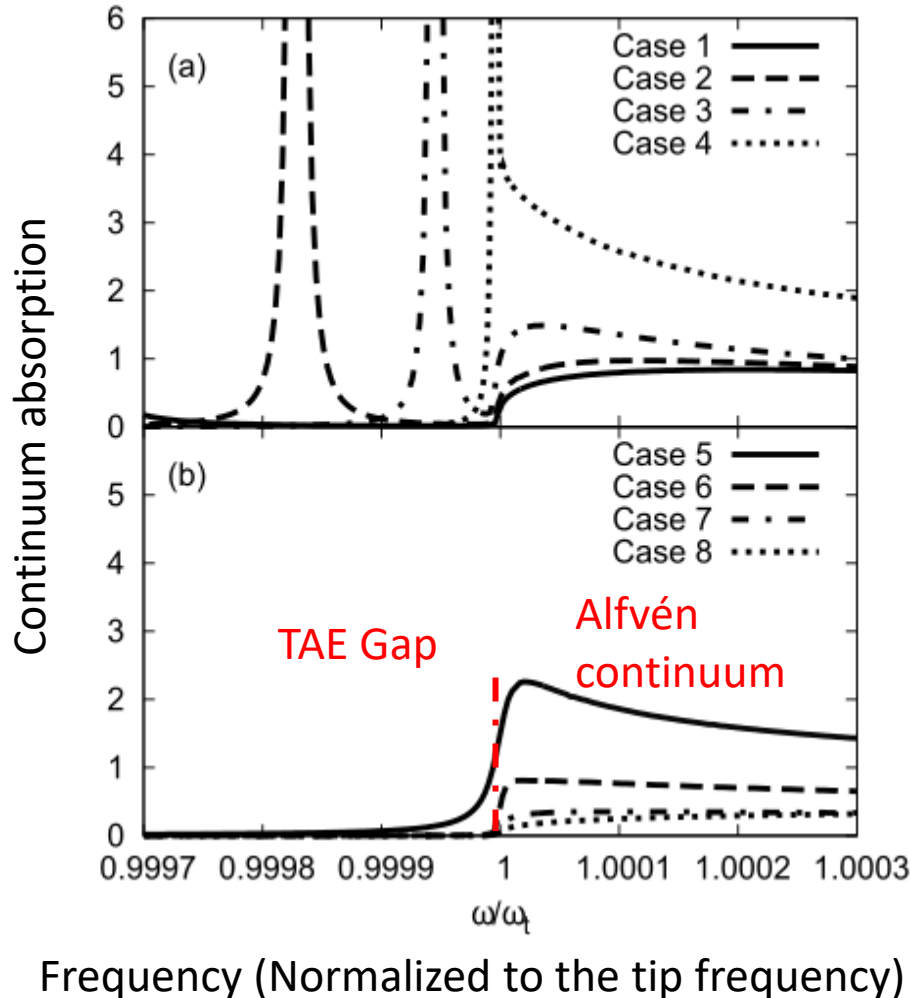 Continuum absorption
6
5
4
3
2
1
0
(a)
Case 1
Case 2
Case 3
Case 4
5
4
3
2
1
0
(b)
Case 5
Case 6
Case 7
Case 8
TAE Gap
Alfvén
continuum
0.9997 0.9998 0.9999 1 1.0001 1.0002 1.0003
ω/ωt
Frequency (Normalized to the tip frequency)